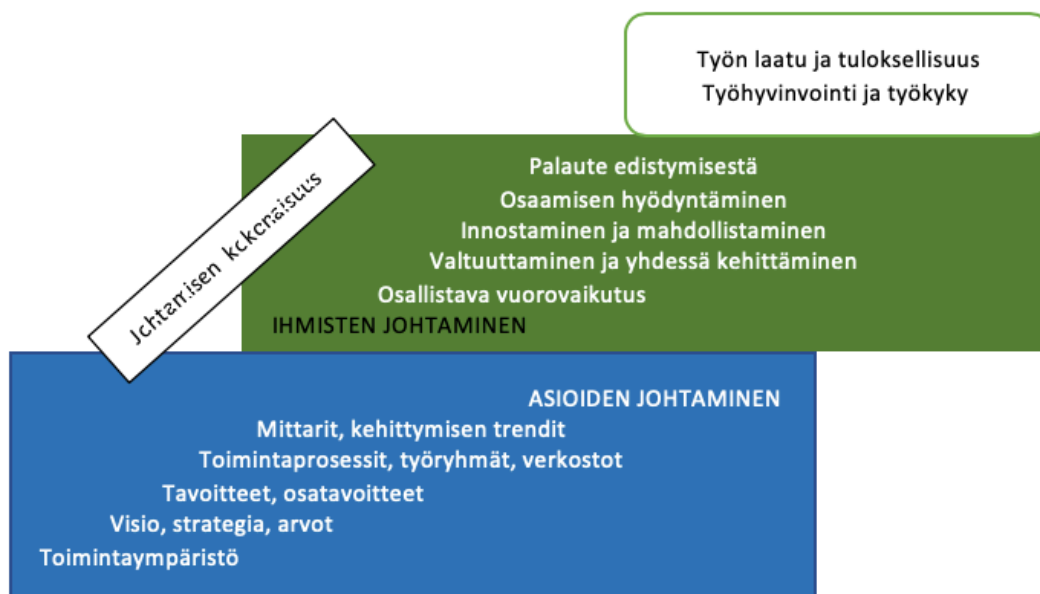 Työn laatu ja tuloksellisuus
Työhyvinvointi ja työkyky
Johtamisen kokonaisuus
Palaute edistymisestä
Osaamisen hyödyntäminen
Innostaminen ja mahdollistaminen
Valtuuttaminen ja yhdessä kehittäminen
Osallistava vuorovaikutus
IHMISTEN JOHTAMINEN
ASIOIDEN JOHTAMINEN
Mittarit, kehittymisen trendit
Toimintaprosessit, työryhmät, verkostot
Tavoitteet, osatavoitteet
Visio, strategia, arvot
Toimintaympäristö